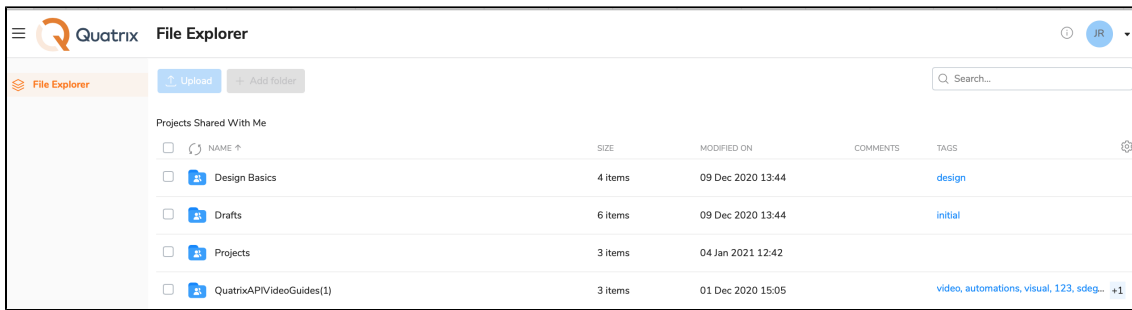 Quatrix File Explorer JR
File Explorer
Upload + Add folder Search...
Projects Shared With Me
NAME ↑ SIZE MODIFIED ON COMMENTS TAGS
Design Basics 4 items 09 Dec 2020 13:44 design
Drafts 6 items 09 Dec 2020 13:44 initial
Projects 3 items 04 Jan 2021 12:42
QuatrixAPIVideoGuides(1) 3 items 01 Dec 2020 15:05 video, automations, visual, 123, sdeg... +1